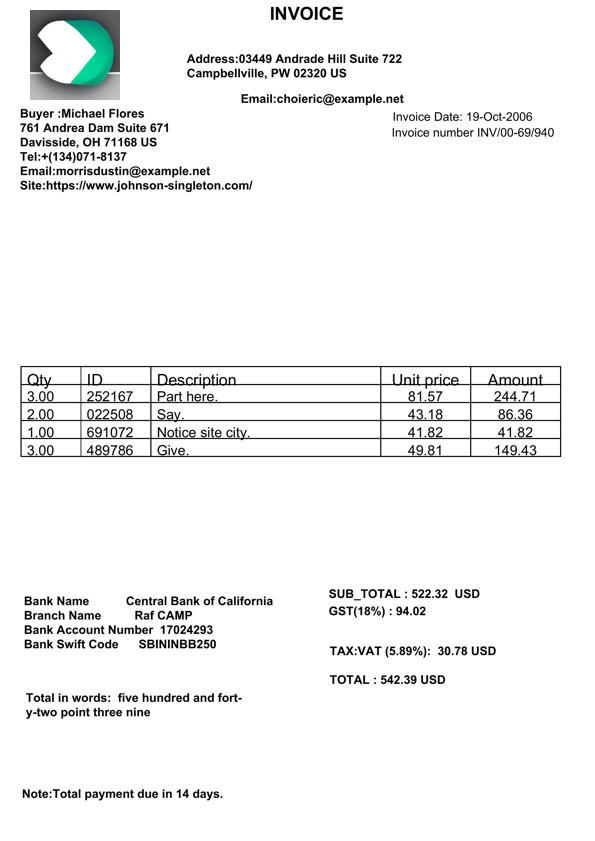 INVOICE
Address:03449 Andrade Hill Suite 722
Campbellville, PW 02320 US
Email:choieric@example.net
Buyer :Michael Flores
761 Andrea Dam Suite 671
Davisside, OH 71168 US
Tel:+(134)071-8137
Email:morrisdustin@example.net
Site:https://www.johnson-singleton.com/
Invoice Date: 19-Oct-2006
Invoice number INV/00-69/940
Qty ID Description Unit price Amount
3.00 252167 Part here. 81.57 244.71
2.00 022508 Say. 43.18 86.36
1.00 691072 Notice site city. 41.82 41.82
3.00 489786 Give. 49.81 149.43
Bank Name Central Bank of California
Branch Name Raf CAMP
Bank Account Number 17024293
Bank Swift Code SBININBB250
SUB_TOTAL : 522.32 USD
GST(18%) : 94.02
TAX:VAT (5.89%): 30.78 USD
TOTAL : 542.39 USD
Total in words: five hundred and fort-
y-two point three nine
Note:Total payment due in 14 days.